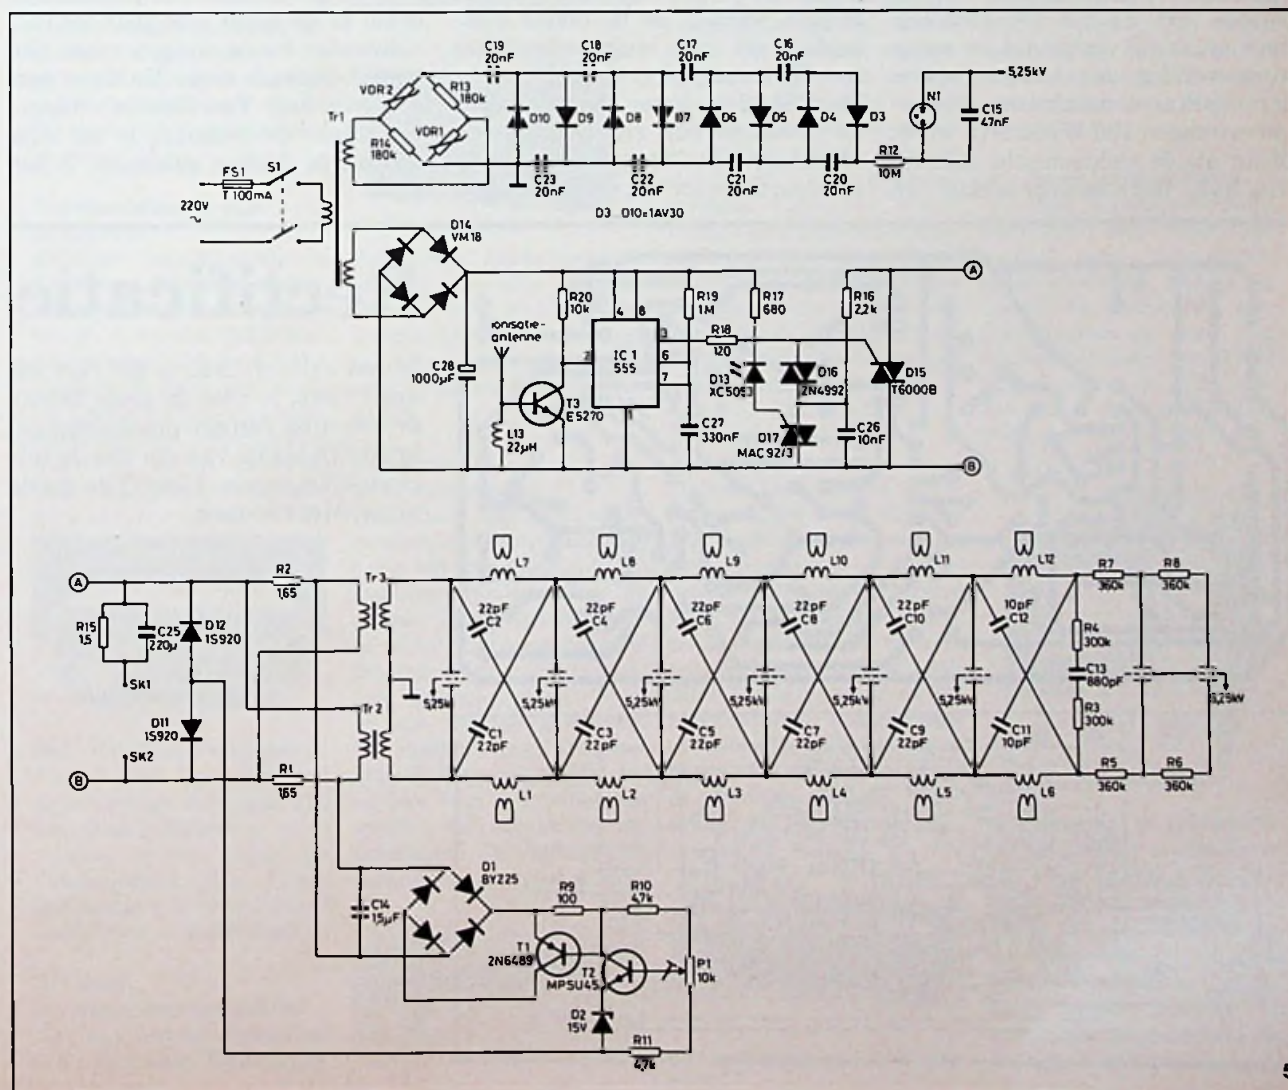 C19
20nF
C18
20nF
C17
20nF
C16
20nF
5,25kV
VDR2
R13
180k
N1
C15
47nF
Tr1
D10
D9
D8
D7
D6
D5
D4
D3
R14
180k
VDR1
R12
10M
FS1
T 100mA
S1
C23
20nF
C22
20nF
C21
20nF
C20
20nF
220V
~
D3 D10=1AV30
D14
VM18
A
R20
10k
4
8
R19
1M
R17
680
R16
2,2k
ionisatie-
antenne
3
R18
120
2
IC 1
555
6
7
C28
1000µF
D13
XC5053
D16
2N4992
D15
T6000B
T3
E5270
1
L13
22µH
C27
330nF
D17
MAC 92/3
C26
10nF
B
L7
L8
L9
L10
L11
L12
A
R2
1,65
Tr 3
R7
360k
R8
360k
22pF
C2
22pF
C4
22pF
C6
22pF
C8
22pF
C10
10pF
C12
R15
1,5
C25
220µ
D12
1S920
R4
300k
C13
880pF
SK1
5,25kV
5,25kV
5,25kV
5,25kV
5,25kV
5,25kV
5,25kV
D11
1S920
Tr 2
R3
300k
C1
22pF
C3
22pF
C5
22pF
C7
22pF
C9
22pF
C11
10pF
SK2
B
R1
1,65
R5
360k
R6
360k
L1
L2
L3
L4
L5
L6
D1
BY225
C14
1,5µF
R9
100
R10
4,7k
T1
2N6489
T2
MPSU45
P1
10k
D2
15V
R11
4,7k
5